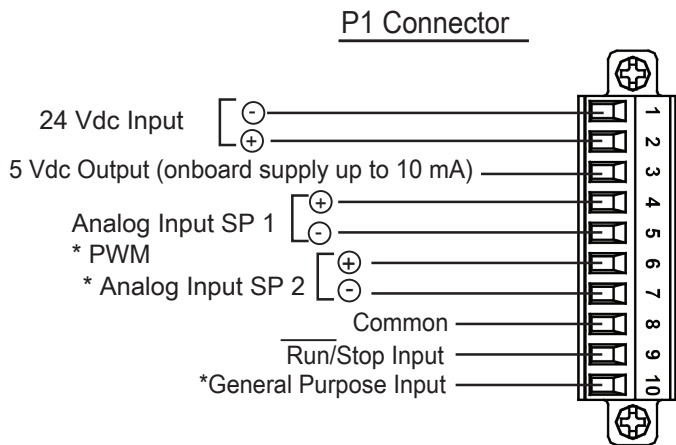 P1 Connector
24 Vdc Input
-
+
5 Vdc Output (onboard supply up to 10 mA)
Analog Input SP 1
+
-
* PWM
* Analog Input SP 2
+
-
Common
Run/Stop Input
*General Purpose Input
1
2
3
4
5
6
7
8
9
10